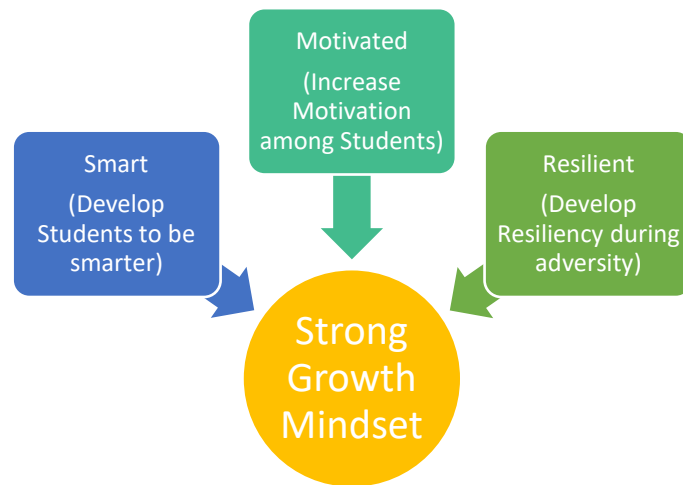 Motivated
(Increase
Motivation
among Students)
Smart
(Develop
Students to be
smarter)
Resilient
(Develop
Resiliency during
adversity)
Strong
Growth
Mindset